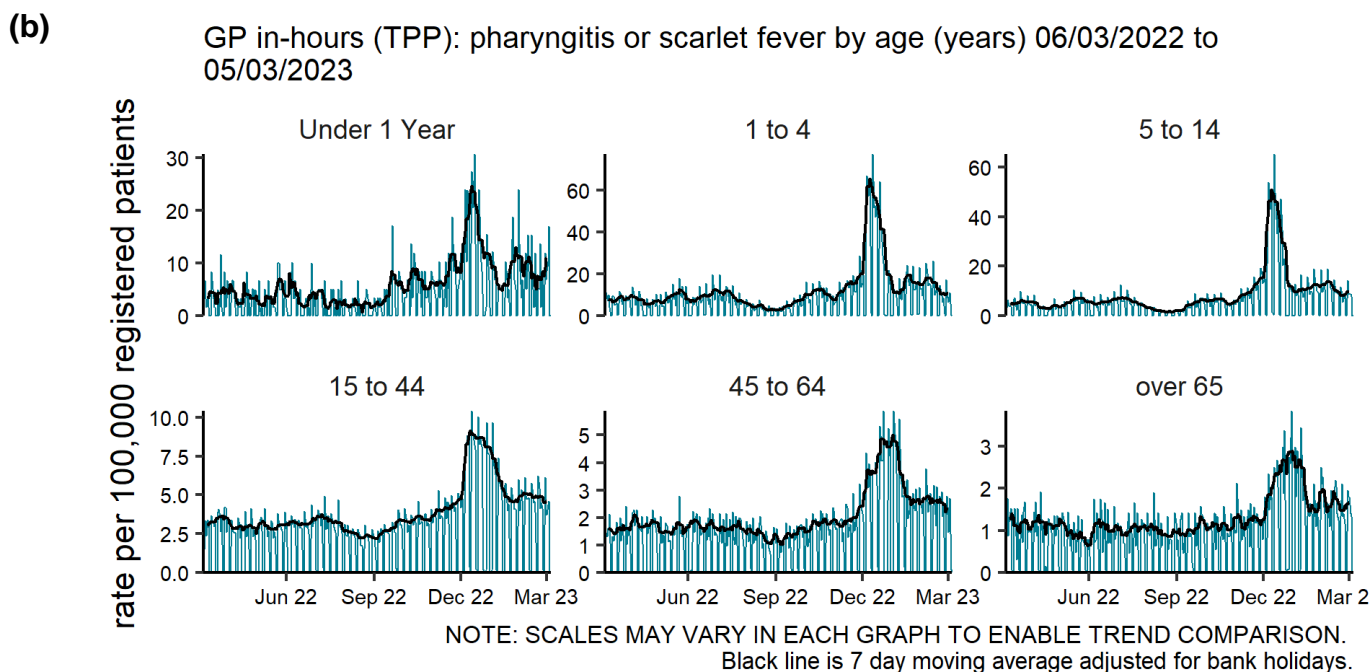 (b)
GP in-hours (TPP): pharyngitis or scarlet fever by age (years) 06/03/2022 to
05/03/2023
rate per 100,000 registered patients
Under 1 Year
30
20
10
0
1 to 4
60
40
20
0
5 to 14
60
40
20
0
15 to 44
10.0
7.5
5.0
2.5
0.0
Jun 22 Sep 22 Dec 22 Mar 23
45 to 64
5
4
3
2
1
0
Jun 22 Sep 22 Dec 22 Mar 23
over 65
3
2
1
0
Jun 22 Sep 22 Dec 22 Mar 2
NOTE: SCALES MAY VARY IN EACH GRAPH TO ENABLE TREND COMPARISON.
Black line is 7 day moving average adjusted for bank holidays.